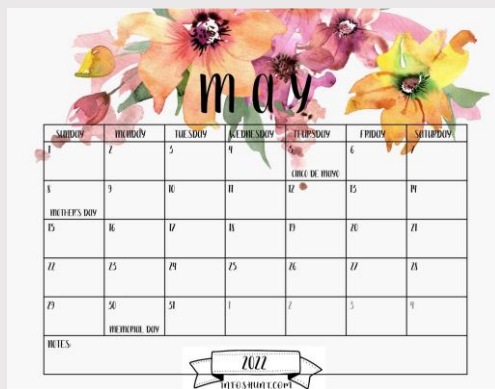 MAY
SUNDAY MONDAY TUESDAY WEDNESDAY THURSDAY FRIDAY SATURDAY
1 2 3 4 5 6 7
CINCO DE MAYO
8 9 10 11 12 13 14
MOTHER'S DAY
15 16 17 18 19 20 21
22 23 24 25 26 27 28
29 30 31 1 2 3 4
MEMORIAL DAY
NOTES:
2022
INTOSHUNT.COM